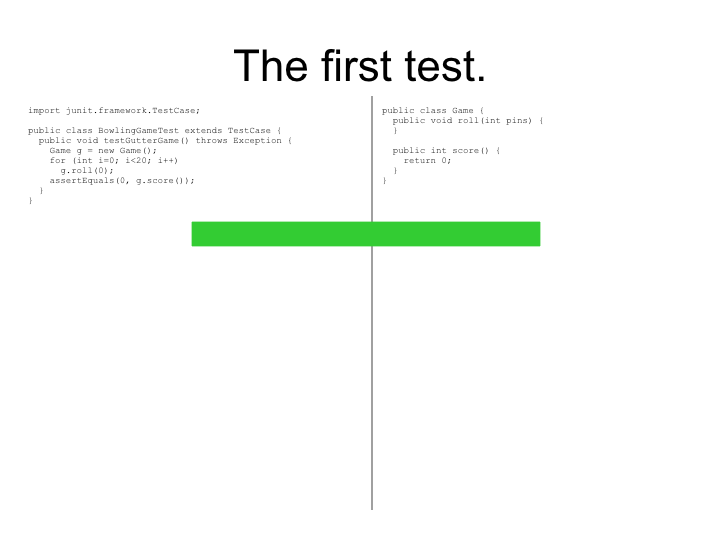 The first test.
import junit.framework.TestCase;
public class BowlingGameTest extends TestCase {
  public void testGutterGame() throws Exception {
    Game g = new Game();
    for (int i=0; i<20; i++)
      g.roll(0);
    assertEquals(0, g.score());
  }
}
public class Game {
  public void roll(int pins) {
  }
  public int score() {
    return 0;
  }
}